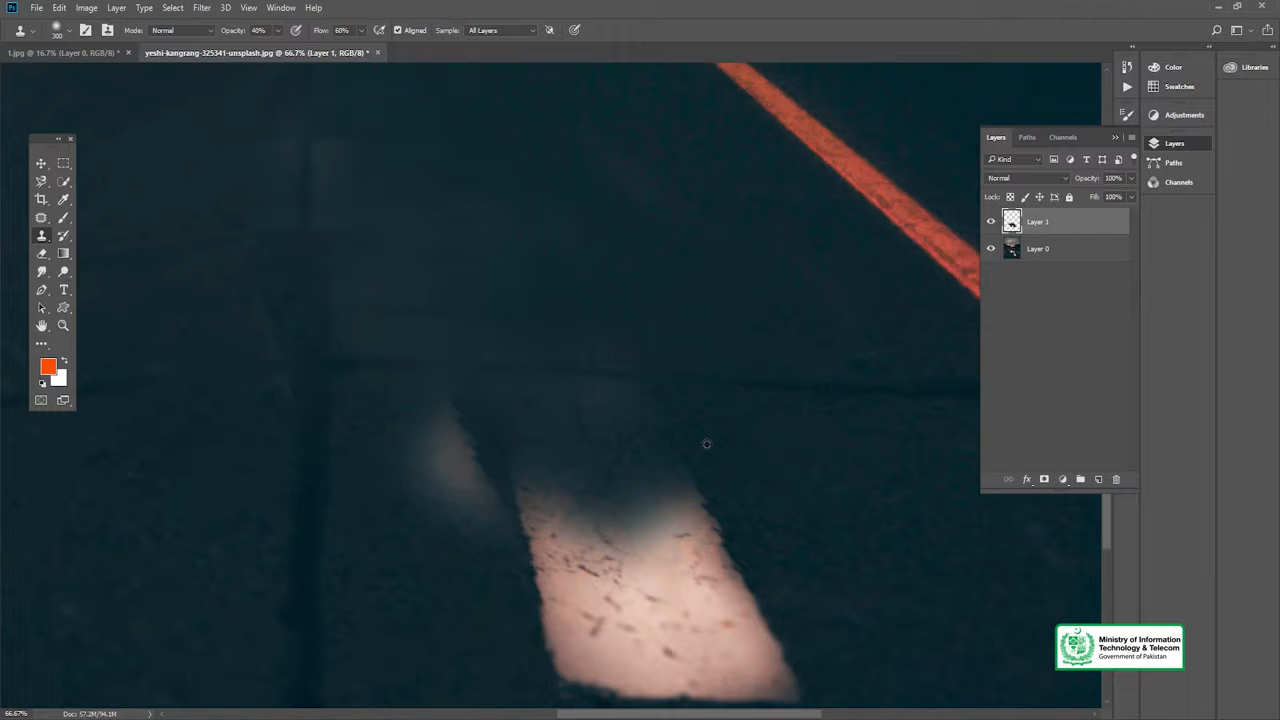 Ps File Edit Image Layer Type Select Filter 3D View Window Help
300 Mode: Normal Opacity: 40% Flow: 60% Aligned Sample: All Layers
1.jpg @ 16.7% (Layer 0, RGB/8) * × yeshi-kangrang-325341-unsplash.jpg @ 66.7% (Layer 1, RGB/8) * ×
Color
Libraries
Swatches
Adjustments
Layers
Paths
Channels
Layers Paths Channels
Kind
Normal Opacity: 100%
Lock: Fill: 100%
Layer 1
Layer 0
fx
Ministry of Information
Technology & Telecom
Government of Pakistan
66.67% Doc: 57.2M/94.1M